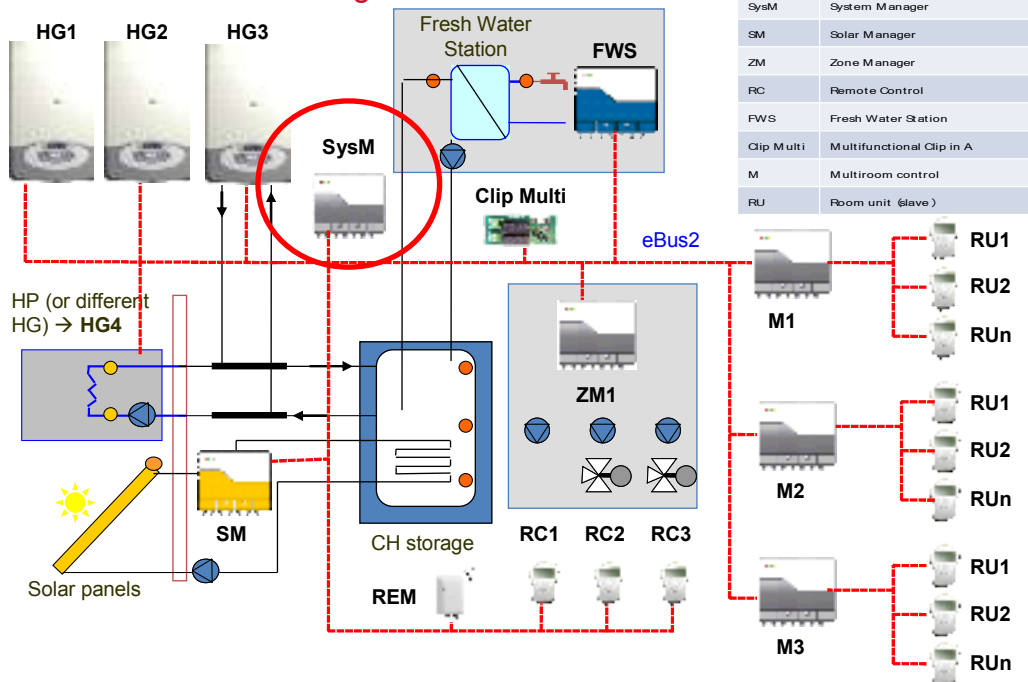 HG1
HG2
HG3
Fresh Water
Station
FWS
SysM
Clip Multi
eBus2
SysM System Manager
SM Solar Manager
ZM Zone Manager
RC Remote Control
FWS Fresh Water Station
Clip Multi Multifunctional Clip in A
M Multiroom control
RU Room unit (slave)
HP (or different
HG) → HG4
M1
RU1
RU2
RUn
ZM1
M2
RU1
RU2
RUn
SM
CH storage
Solar panels
RC1
RC2
RC3
REM
M3
RU1
RU2
RUn